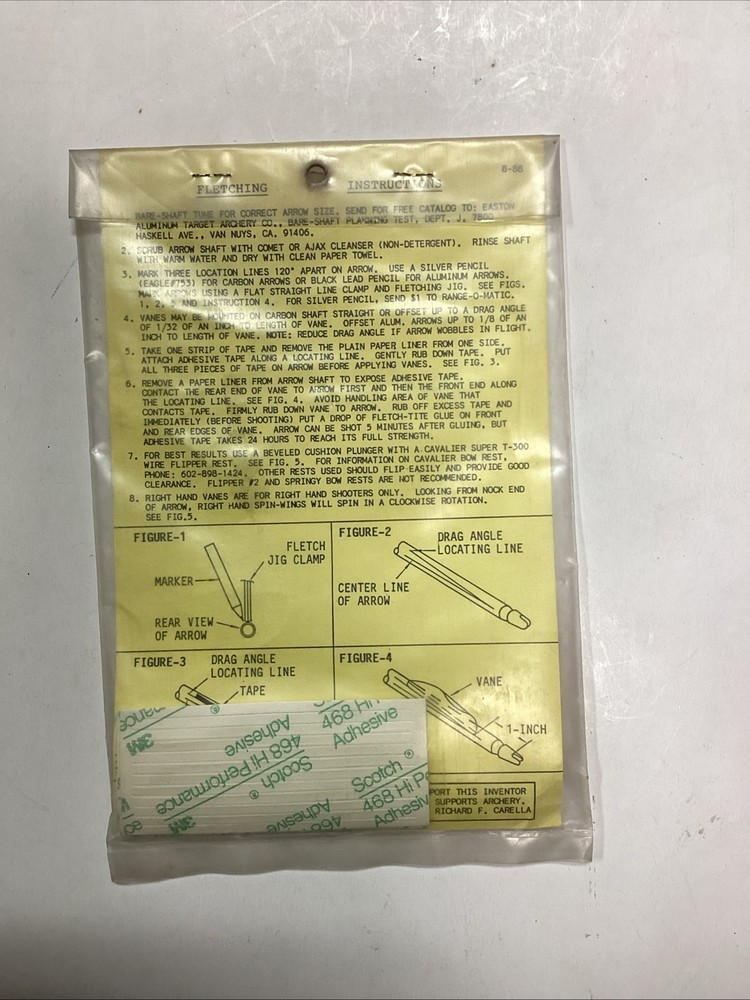 FLETCHING INSTRUCTIONS
8-86
BARE-SHAFT TUNE FOR CORRECT ARROW SIZE. SEND FOR FREE CATALOG TO: EASTON
ALUMINUM TARGET ARCHERY CO., BARE-SHAFT PLANNING TEST, DEPT. J, 7800
HASKELL AVE., VAN NUYS, CA. 91406.
2. SCRUB ARROW SHAFT WITH COMET OR AJAX CLEANSER (NON-DETERGENT). RINSE SHAFT
WITH WARM WATER AND DRY WITH CLEAN PAPER TOWEL.
3. MARK THREE LOCATION LINES 120° APART ON ARROW. USE A SILVER PENCIL
(EAGLE#753) FOR CARBON ARROWS OR BLACK LEAD PENCIL FOR ALUMINUM ARROWS.
MARK ARROWS USING A FLAT STRAIGHT LINE CLAMP AND FLETCHING JIG. SEE FIGS.
1, 2, AND INSTRUCTION 4. FOR SILVER PENCIL, SEND $1 TO RANGE-O-MATIC.
4. VANES MAY BE MOUNTED ON CARBON SHAFT STRAIGHT OR OFFSET UP TO A DRAG ANGLE
OF 1/32 OF AN INCH TO LENGTH OF VANE. OFFSET ALUM. ARROWS UP TO 1/8 OF AN
INCH TO LENGTH OF VANE. NOTE: REDUCE DRAG ANGLE IF ARROW WOBBLES IN FLIGHT.
5. TAKE ONE STRIP OF TAPE AND REMOVE THE PLAIN PAPER LINER FROM ONE SIDE.
ATTACH ADHESIVE TAPE ALONG A LOCATING LINE. GENTLY RUB DOWN TAPE. PUT
ALL THREE PIECES OF TAPE ON ARROW BEFORE APPLYING VANES. SEE FIG. 3.
6. REMOVE A PAPER LINER FROM ARROW SHAFT TO EXPOSE ADHESIVE TAPE.
CONTACT THE REAR END OF VANE TO ARROW FIRST AND THEN THE FRONT END ALONG
THE LOCATING LINE. SEE FIG. 4. AVOID HANDLING AREA OF VANE THAT
CONTACTS TAPE. FIRMLY RUB DOWN VANE TO ARROW. RUB OFF EXCESS TAPE AND
IMMEDIATELY (BEFORE SHOOTING) PUT A DROP OF FLETCH-TITE GLUE ON FRONT
AND REAR EDGES OF VANE. ARROW CAN BE SHOT 5 MINUTES AFTER GLUING, BUT
ADHESIVE TAPE TAKES 24 HOURS TO REACH ITS FULL STRENGTH.
7. FOR BEST RESULTS USE A BEVELED CUSHION PLUNGER WITH A CAVALIER SUPER T-300
WIRE FLIPPER REST. SEE FIG. 5. FOR INFORMATION ON CAVALIER BOW REST,
PHONE: 602-898-1424. OTHER RESTS USED SHOULD FLIP EASILY AND PROVIDE GOOD
CLEARANCE. FLIPPER #2 AND SPRINGY BOW RESTS ARE NOT RECOMMENDED.
8. RIGHT HAND VANES ARE FOR RIGHT HAND SHOOTERS ONLY. LOOKING FROM NOCK END
OF ARROW, RIGHT HAND SPIN-WINGS WILL SPIN IN A CLOCKWISE ROTATION.
SEE FIG.5.
FIGURE-1
FLETCH
JIG CLAMP
MARKER
REAR VIEW
OF ARROW
FIGURE-2
DRAG ANGLE
LOCATING LINE
CENTER LINE
OF ARROW
FIGURE-3
DRAG ANGLE
LOCATING LINE
TAPE
FIGURE-4
VANE
1-INCH
PORT THIS INVENTOR
SUPPORTS ARCHERY.
RICHARD F. CARELLA
3M
Adhesive
468 Hi Performance
Scotch ®
468 Hi
Adhesive
Scotch ®
468 Hi P
Adhesiv
3M
Adhesive